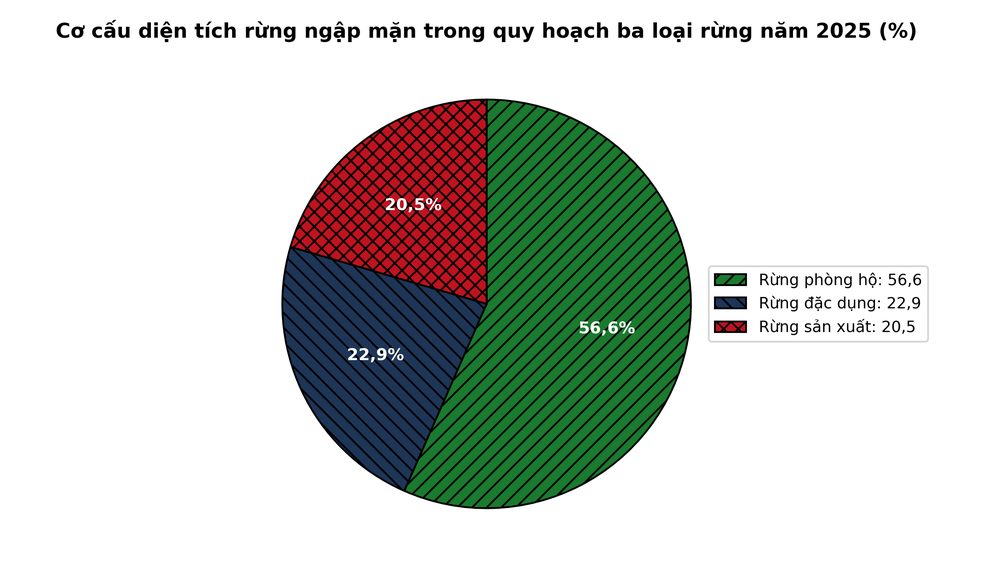 Cơ cấu diện tích rừng ngập mặn trong quy hoạch ba loại rừng năm 2025 (%)
20,5%
56,6%
22,9%
Rừng phòng hộ: 56,6
Rừng đặc dụng: 22,9
Rừng sản xuất: 20,5